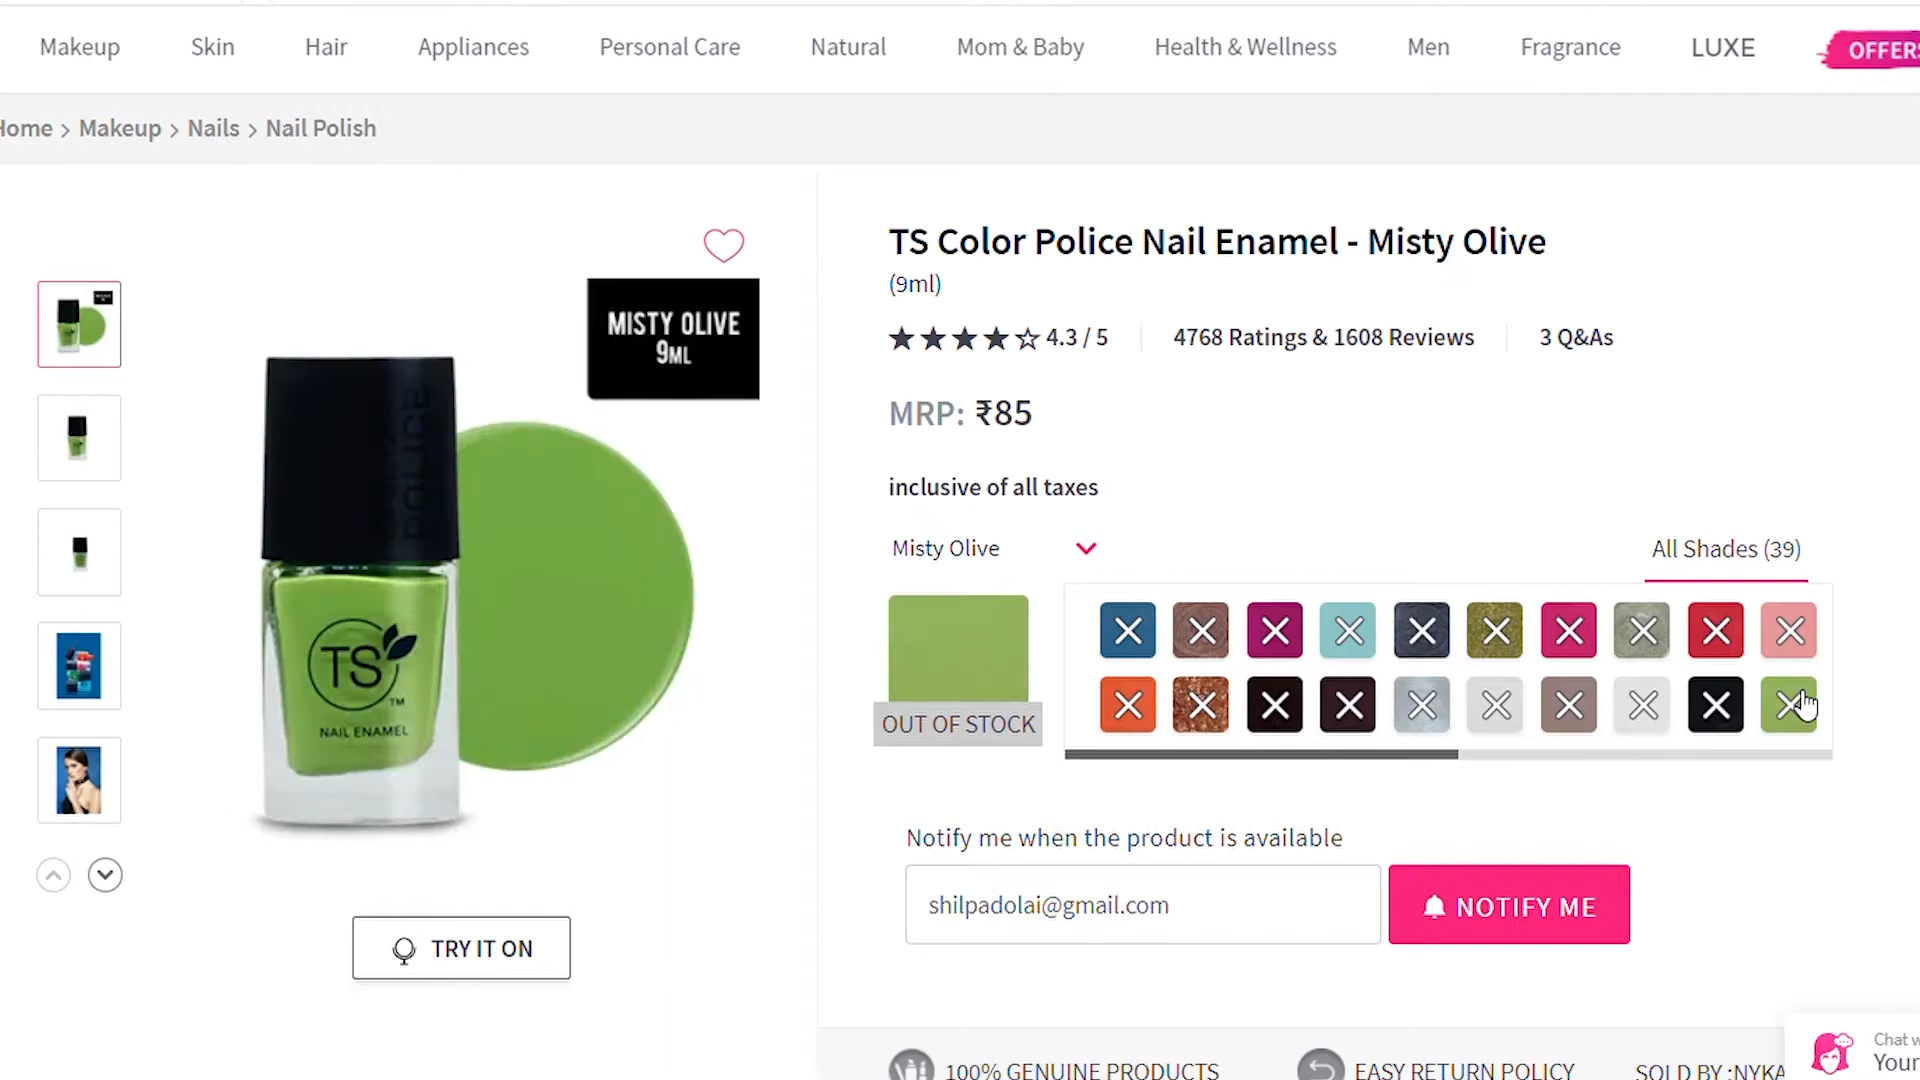 Makeup Skin Hair Appliances Personal Care Natural Mom & Baby Health & Wellness Men Fragrance LUXE OFFERS
Home > Makeup > Nails > Nail Polish
MISTY OLIVE
9ML
POLICE
TS
TM
NAIL ENAMEL
TRY IT ON
TS Color Police Nail Enamel - Misty Olive
(9ml)
4.3 / 5 4768 Ratings & 1608 Reviews 3 Q&As
MRP: ₹85
inclusive of all taxes
Misty Olive All Shades (39)
OUT OF STOCK
Notify me when the product is available
shilpadolai@gmail.com NOTIFY ME
100% GENUINE PRODUCTS EASY RETURN POLICY SOLD BY :NYKA
Chat w
Your